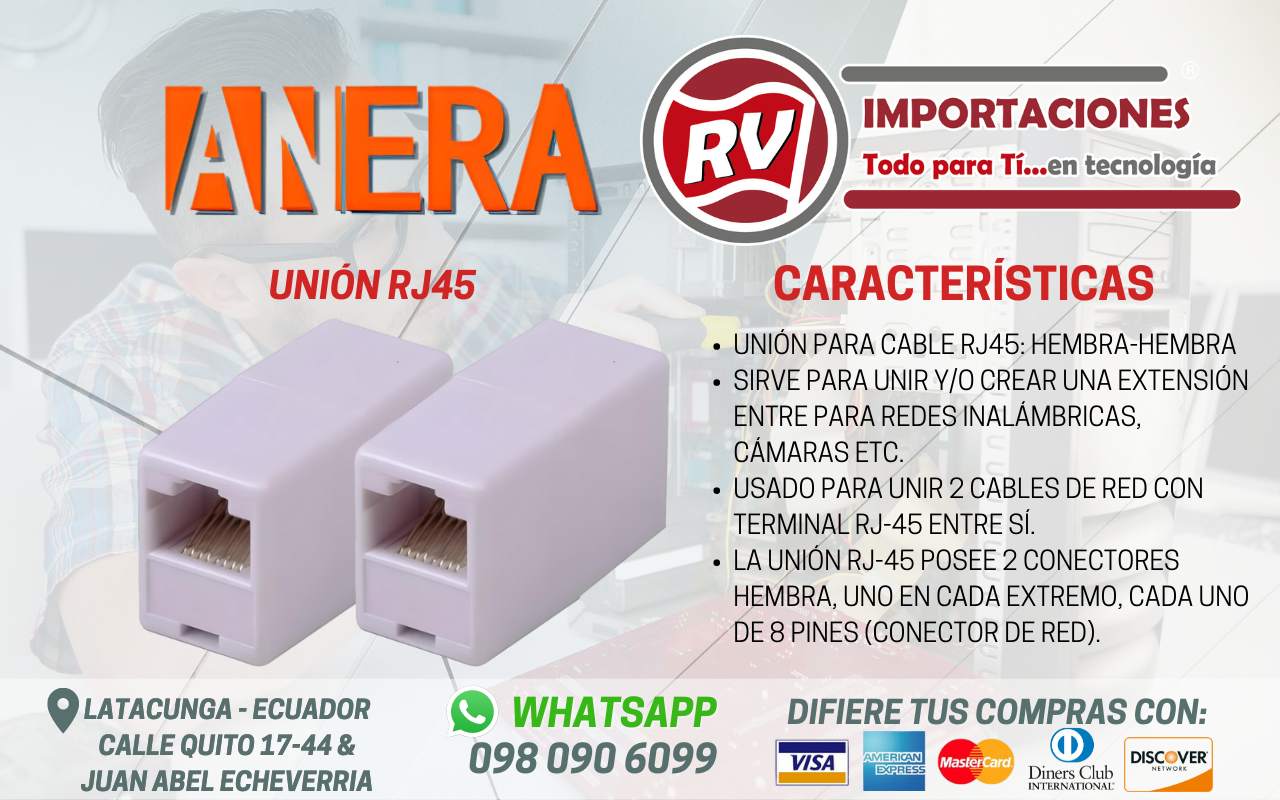 ANERA
RV
IMPORTACIONES
®
Todo para Tí...en tecnología
UNIÓN RJ45
CARACTERÍSTICAS
• UNIÓN PARA CABLE RJ45: HEMBRA-HEMBRA
• SIRVE PARA UNIR Y/O CREAR UNA EXTENSIÓN
ENTRE PARA REDES INALÁMBRICAS,
CÁMARAS ETC.
• USADO PARA UNIR 2 CABLES DE RED CON
TERMINAL RJ-45 ENTRE SÍ.
• LA UNIÓN RJ-45 POSEE 2 CONECTORES
HEMBRA, UNO EN CADA EXTREMO, CADA UNO
DE 8 PINES (CONECTOR DE RED).
LATACUNGA - ECUADOR
CALLE QUITO 17-44 &
JUAN ABEL ECHEVERRIA
WHATSAPP
098 090 6099
DIFIERE TUS COMPRAS CON:
VISA
AMERICAN
EXPRESS
MasterCard
Diners Club
INTERNATIONAL
DISCOVER
NETWORK